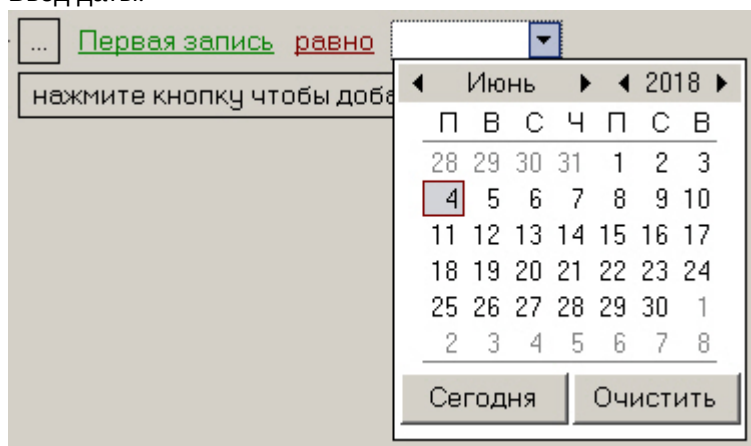 ... Первая запись равно
нажмите кнопку чтобы доба
Июнь 2018
П В С Ч П С В
28 29 30 31 1 2 3
4 5 6 7 8 9 10
11 12 13 14 15 16 17
18 19 20 21 22 23 24
25 26 27 28 29 30 1
2 3 4 5 6 7 8
Сегодня Очистить